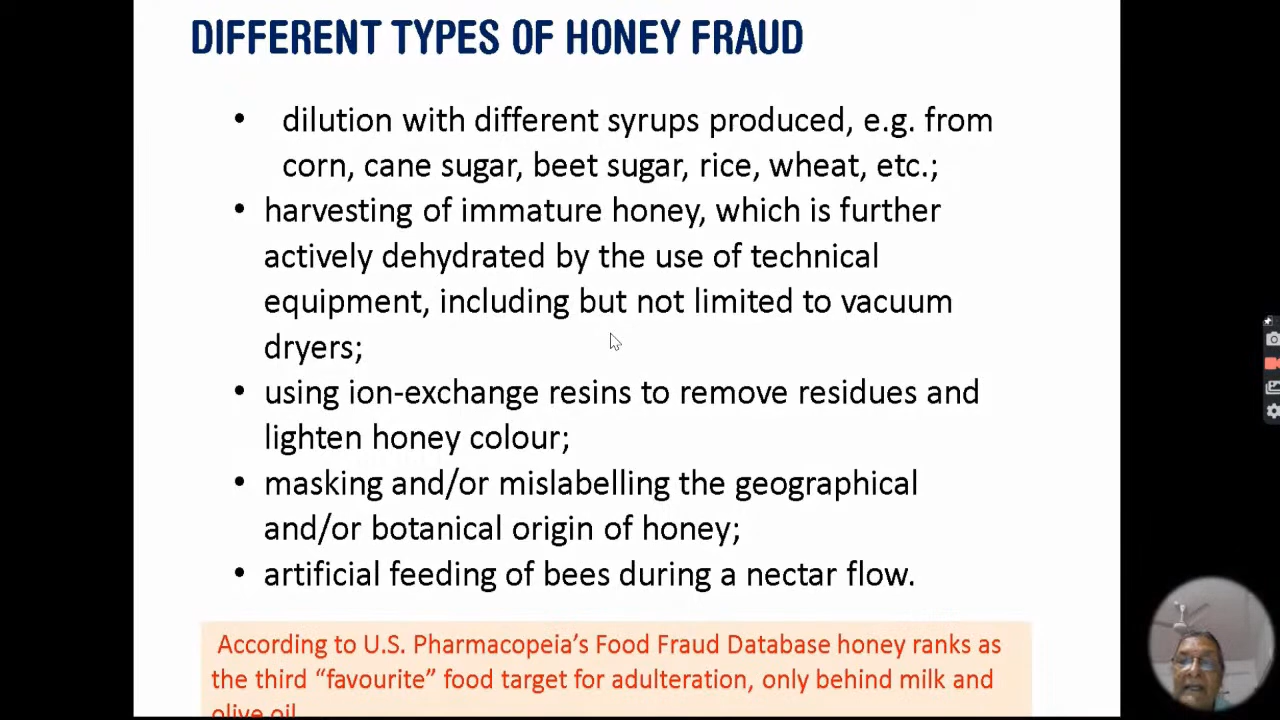 DIFFERENT TYPES OF HONEY FRAUD
• dilution with different syrups produced, e.g. from
corn, cane sugar, beet sugar, rice, wheat, etc.;
• harvesting of immature honey, which is further
actively dehydrated by the use of technical
equipment, including but not limited to vacuum
dryers;
• using ion-exchange resins to remove residues and
lighten honey colour;
• masking and/or mislabelling the geographical
and/or botanical origin of honey;
• artificial feeding of bees during a nectar flow.
According to U.S. Pharmacopeia’s Food Fraud Database honey ranks as
the third “favourite” food target for adulteration, only behind milk and
olive oil